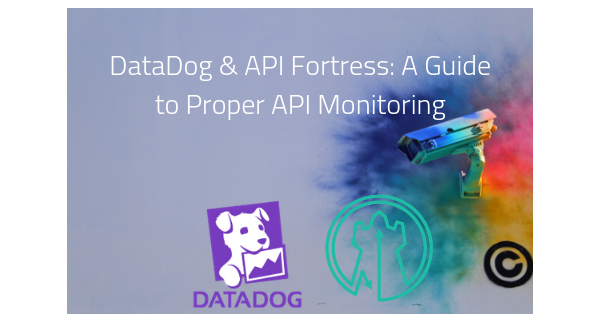 DataDog & API Fortress: A Guide
to Proper API Monitoring
DATADOG
©